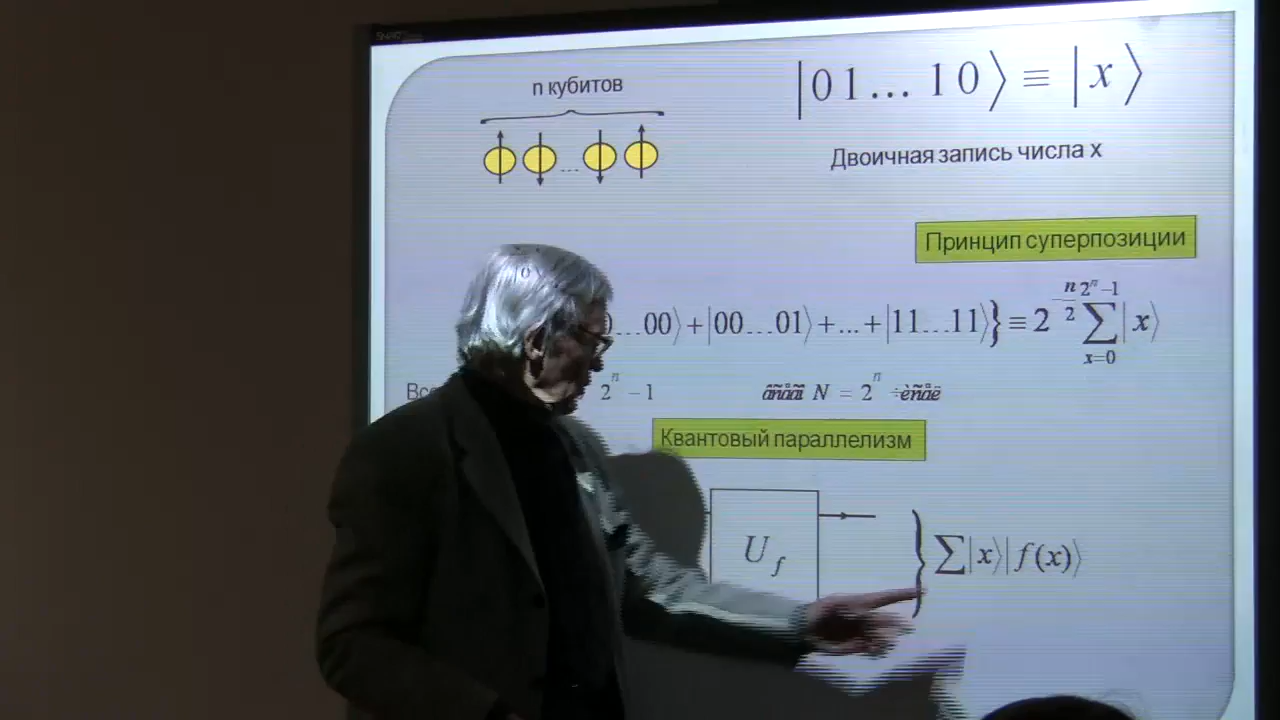 n кубитов
|01...10⟩≡|x⟩
Двоичная запись числа x
Принцип суперпозиции
...00⟩+|00...01⟩+...+|11...11⟩}≡2^{-n/2} ∑_{x=0}^{2^n-1}|x⟩
2^n – 1
N = 2^n
Квантовый параллелизм
U_f
}∑|x⟩|f(x)⟩